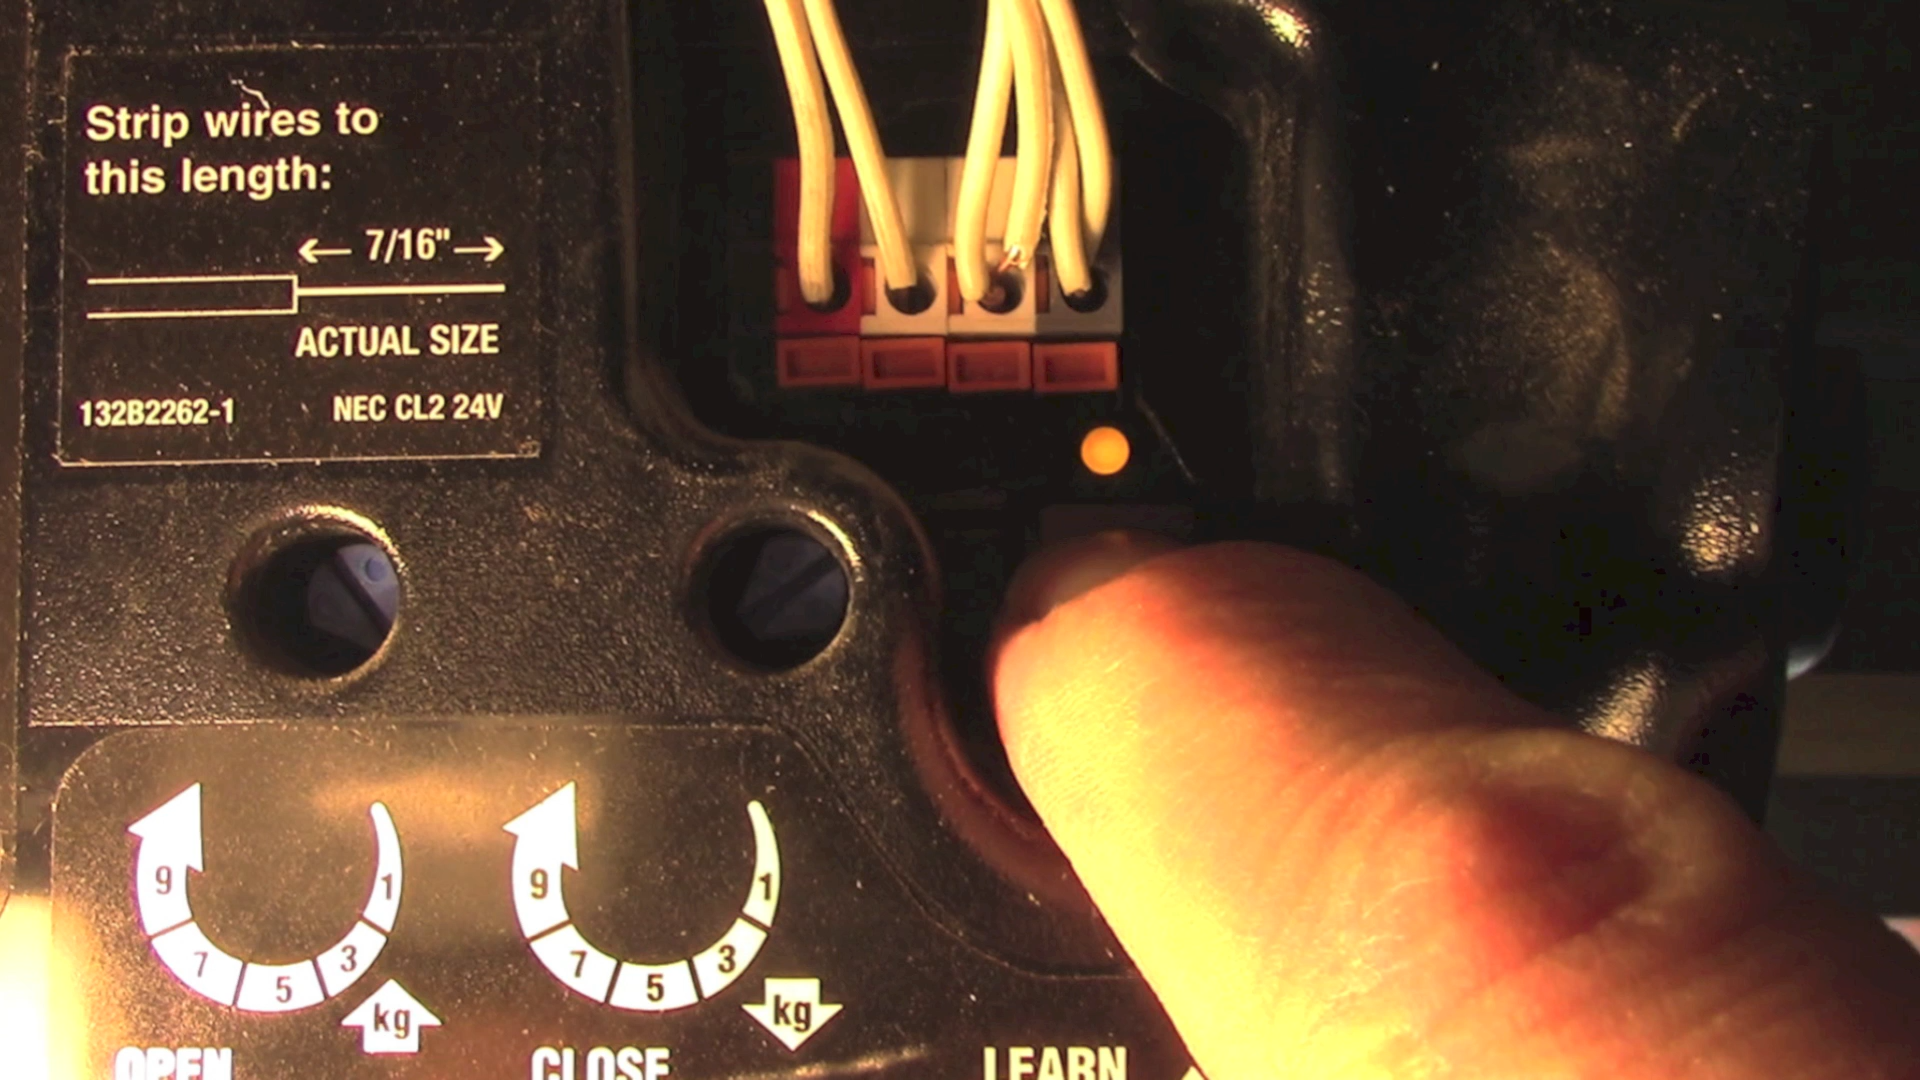 Strip wires to
this length:
7/16"
ACTUAL SIZE
132B2262-1 NEC CL2 24V
9 1
7 3
5
kg
9 1
7 3
5
kg
OPEN CLOSE LEARN